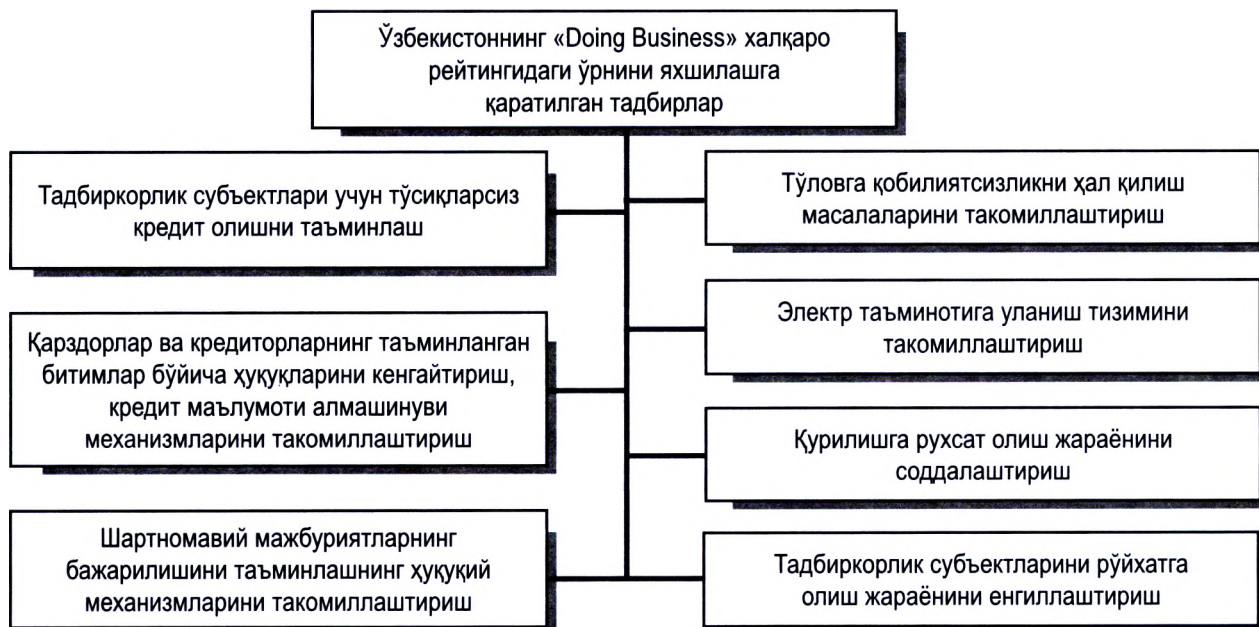 Ўзбекистоннинг «Doing Business» халқаро
рейтингидаги ўрнини яхшилашга
қаратилган тадбирлар
Тадбиркорлик субъектлари учун тўсиқларсиз
кредит олишни таъминлаш
Қарздорлар ва кредиторларнинг таъминланган
битимлар бўйича ҳуқуқларини кенгайтириш,
кредит маълумоти алмашинуви
механизмларини такомиллаштириш
Шартномавий мажбуриятларнинг
бажарилишини таъминлашнинг ҳуқуқий
механизмларини такомиллаштириш
Тўловга қобилиятсизликни ҳал қилиш
масалаларини такомиллаштириш
Электр таъминотига уланиш тизимини
такомиллаштириш
Қурилишга рухсат олиш жараёнини
соддалаштириш
Тадбиркорлик субъектларини рўйхатга
олиш жараёнини енгиллаштириш